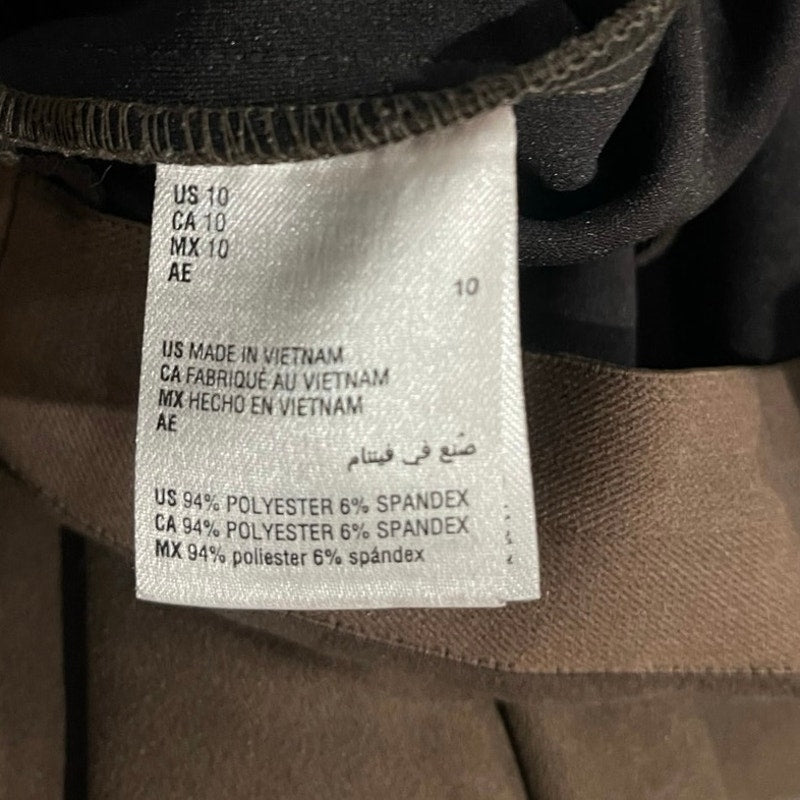 US 10
CA 10
MX 10
AE
10
US MADE IN VIETNAM
CA FABRIQUÉ AU VIETNAM
MX HECHO EN VIETNAM
AE
صُنع في فيتنام
US 94% POLYESTER 6% SPANDEX
CA 94% POLYESTER 6% SPANDEX
MX 94% poliester 6% spándex